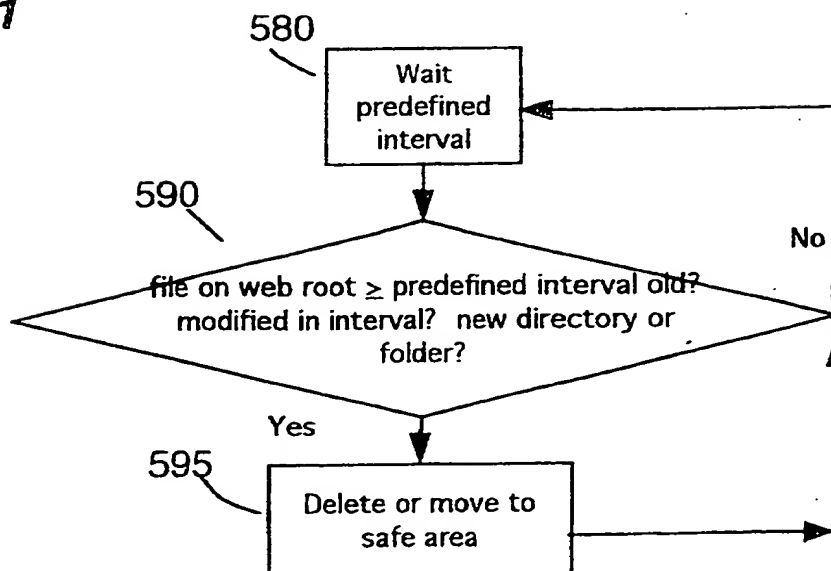 580
Wait
predefined
interval
590
No
file on web root ≥ predefined interval old?
modified in interval? new directory or
folder?
Yes
595
Delete or move to
safe area